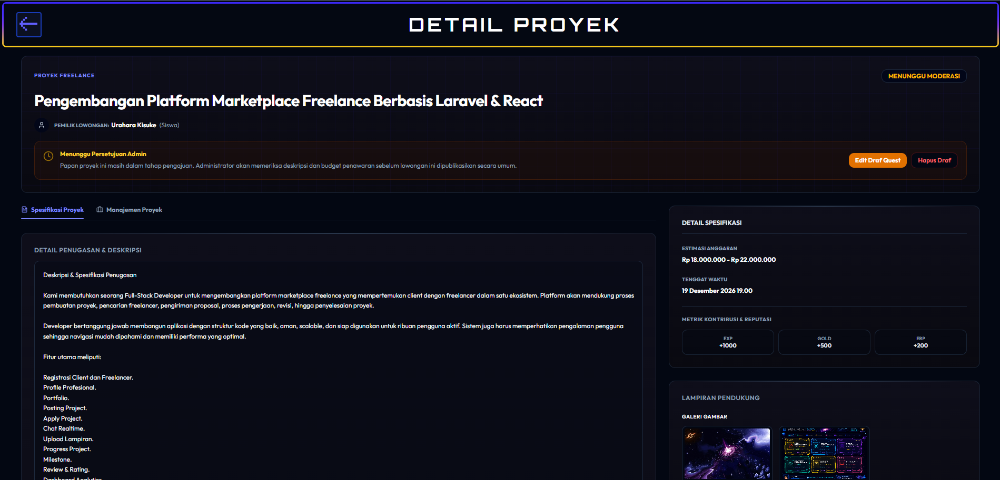 DETAIL PROYEK
PROYEK FREELANCE
MENUNGGU MODERASI
Pengembangan Platform Marketplace Freelance Berbasis Laravel & React
PEMILIK LOWONGAN: Urahara Kisuke (Siswa)
Menunggu Persetujuan Admin
Papan proyek ini masih dalam tahap pengajuan. Administrator akan memeriksa deskripsi dan budget penawaran sebelum lowongan ini dipublikasikan secara umum.
Edit Draf Quest
Hapus Draf
Spesifikasi Proyek
Manajemen Proyek
DETAIL PENUGASAN & DESKRIPSI
Deskripsi & Spesifikasi Penugasan
Kami membutuhkan seorang Full-Stack Developer untuk mengembangkan platform marketplace freelance yang mempertemukan client dengan freelancer dalam satu ekosistem. Platform akan mendukung proses
pembuatan proyek, pencarian freelancer, pengiriman proposal, proses pengerjaan, revisi, hingga penyelesaian proyek.
Developer bertanggung jawab membangun aplikasi dengan struktur kode yang baik, aman, scalable, dan siap digunakan untuk ribuan pengguna aktif. Sistem juga harus memperhatikan pengalaman pengguna
sehingga navigasi mudah dipahami dan memiliki performa yang optimal.
Fitur utama meliputi:
Registrasi Client dan Freelancer.
Profile Profesional.
Portfolio.
Posting Project.
Apply Project.
Chat Realtime.
Upload Lampiran.
Progress Project.
Milestone.
Review & Rating.
Dashboard Analytics.
DETAIL SPESIFIKASI
ESTIMASI ANGGARAN
Rp 18.000.000 - Rp 22.000.000
TENGGAT WAKTU
19 Desember 2026 19.00
METRIK KONTRIBUSI & REPUTASI
EXP
+1000
GOLD
+500
ERP
+200
LAMPIRAN PENDUKUNG
GALERI GAMBAR